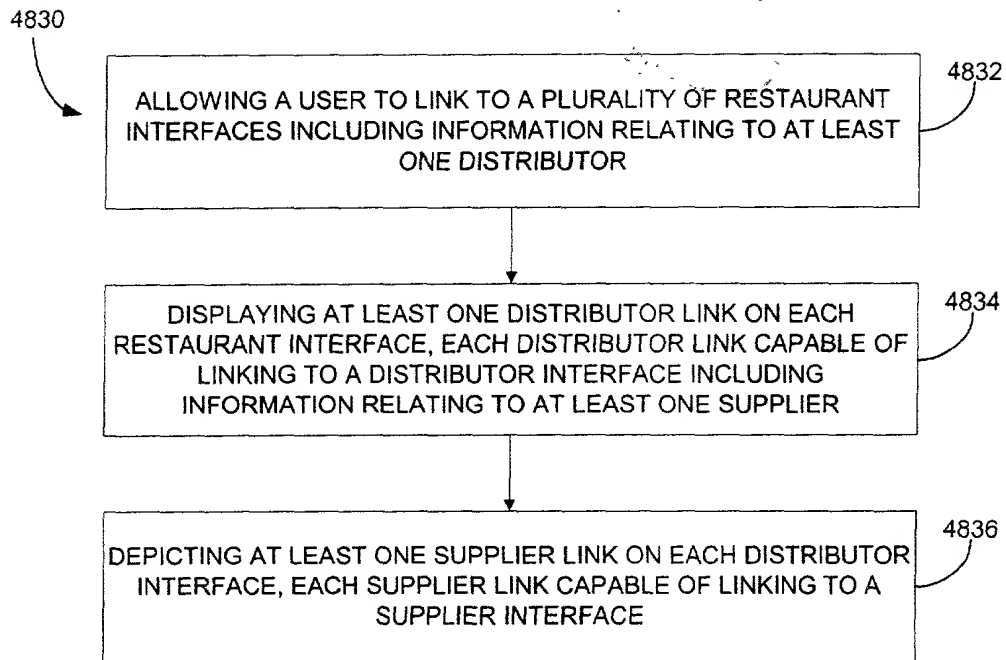 4830
4832
ALLOWING A USER TO LINK TO A PLURALITY OF RESTAURANT
INTERFACES INCLUDING INFORMATION RELATING TO AT LEAST
ONE DISTRIBUTOR
4834
DISPLAYING AT LEAST ONE DISTRIBUTOR LINK ON EACH
RESTAURANT INTERFACE, EACH DISTRIBUTOR LINK CAPABLE OF
LINKING TO A DISTRIBUTOR INTERFACE INCLUDING
INFORMATION RELATING TO AT LEAST ONE SUPPLIER
4836
DEPICTING AT LEAST ONE SUPPLIER LINK ON EACH DISTRIBUTOR
INTERFACE, EACH SUPPLIER LINK CAPABLE OF LINKING TO A
SUPPLIER INTERFACE